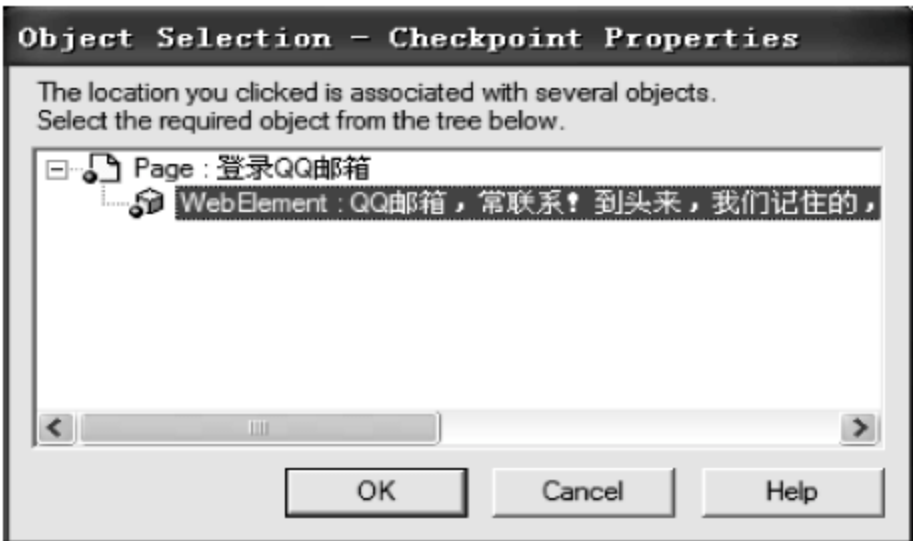 Object Selection - Checkpoint Properties
The location you clicked is associated with several objects.
Select the required object from the tree below.
Page : 登录QQ邮箱
WebElement : QQ邮箱，常联系！到头来，我们记住的，
OK Cancel Help